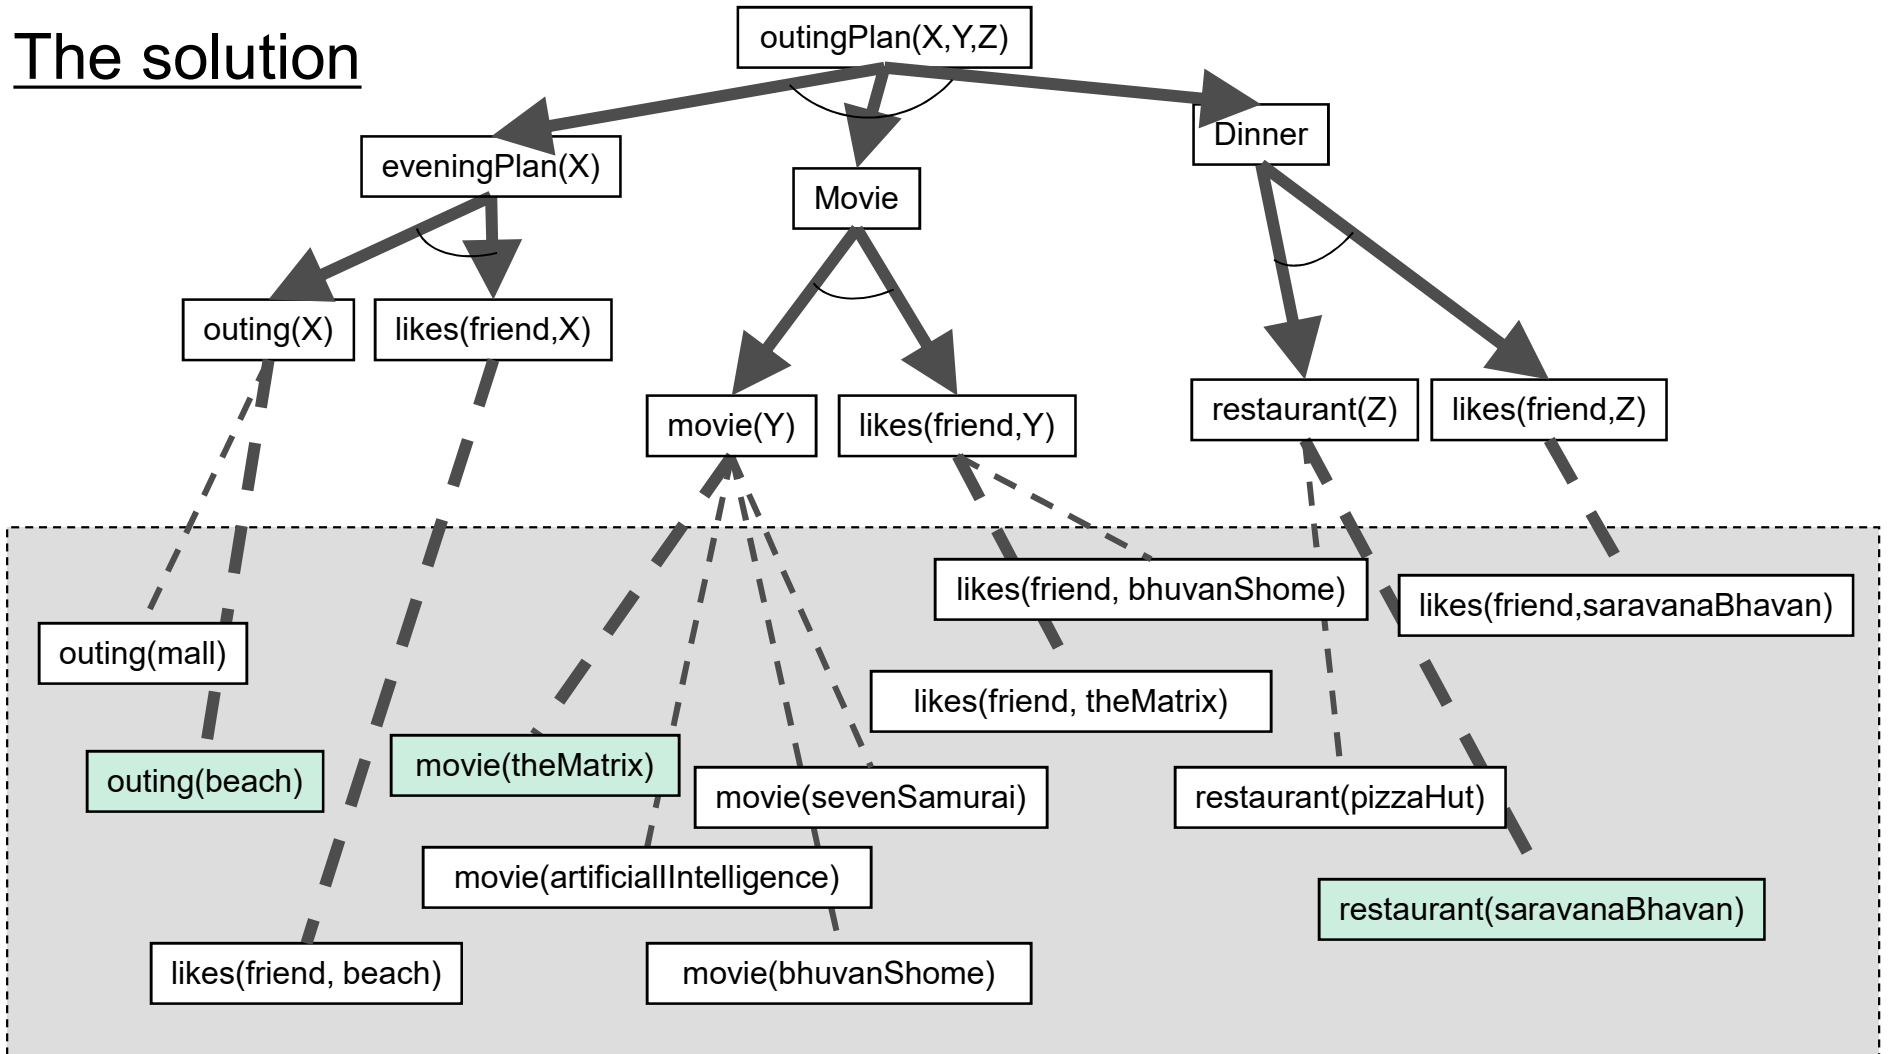 The solution
outingPlan(X,Y,Z)
Dinner
eveningPlan(X)
Movie
outing(X)
likes(friend,X)
restaurant(Z)
likes(friend,Z)
movie(Y)
likes(friend,Y)
likes(friend, bhuvanShome)
likes(friend,saravanaBhavan)
outing(mall)
likes(friend, theMatrix)
outing(beach)
movie(theMatrix)
movie(sevenSamurai)
restaurant(pizzaHut)
movie(artificialIIntelligence)
restaurant(saravanaBhavan)
likes(friend, beach)
movie(bhuvanShome)